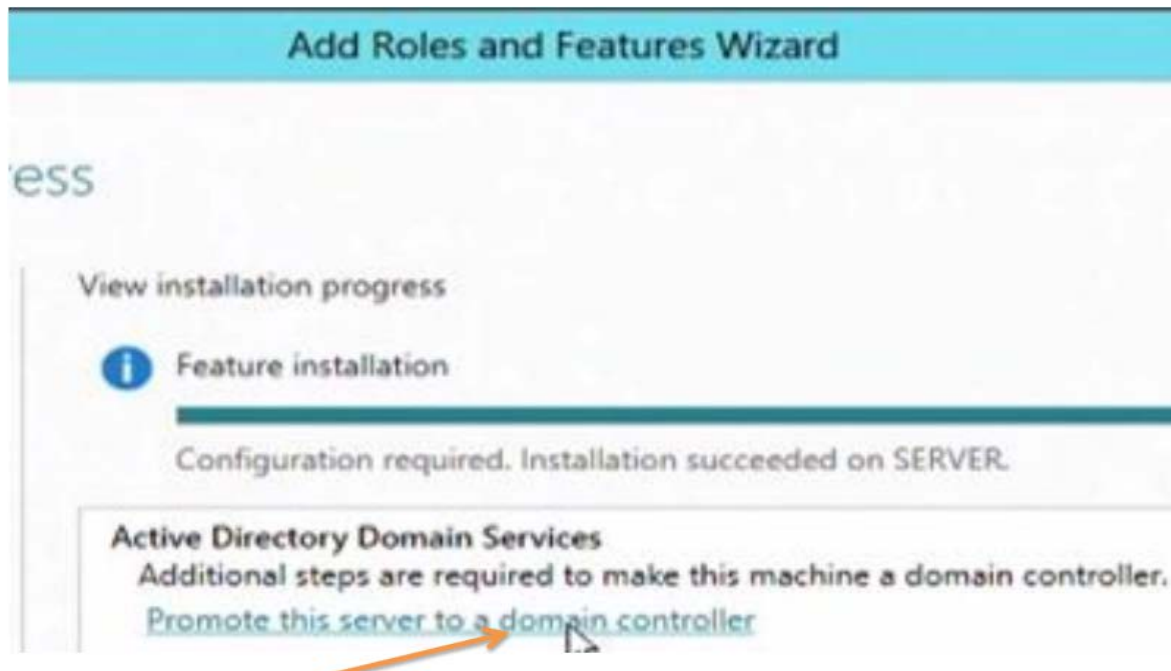 Add Roles and Features Wizard
ess
View installation progress
Feature installation
Configuration required. Installation succeeded on SERVER.
Active Directory Domain Services
Additional steps are required to make this machine a domain controller.
Promote this server to a domain controller